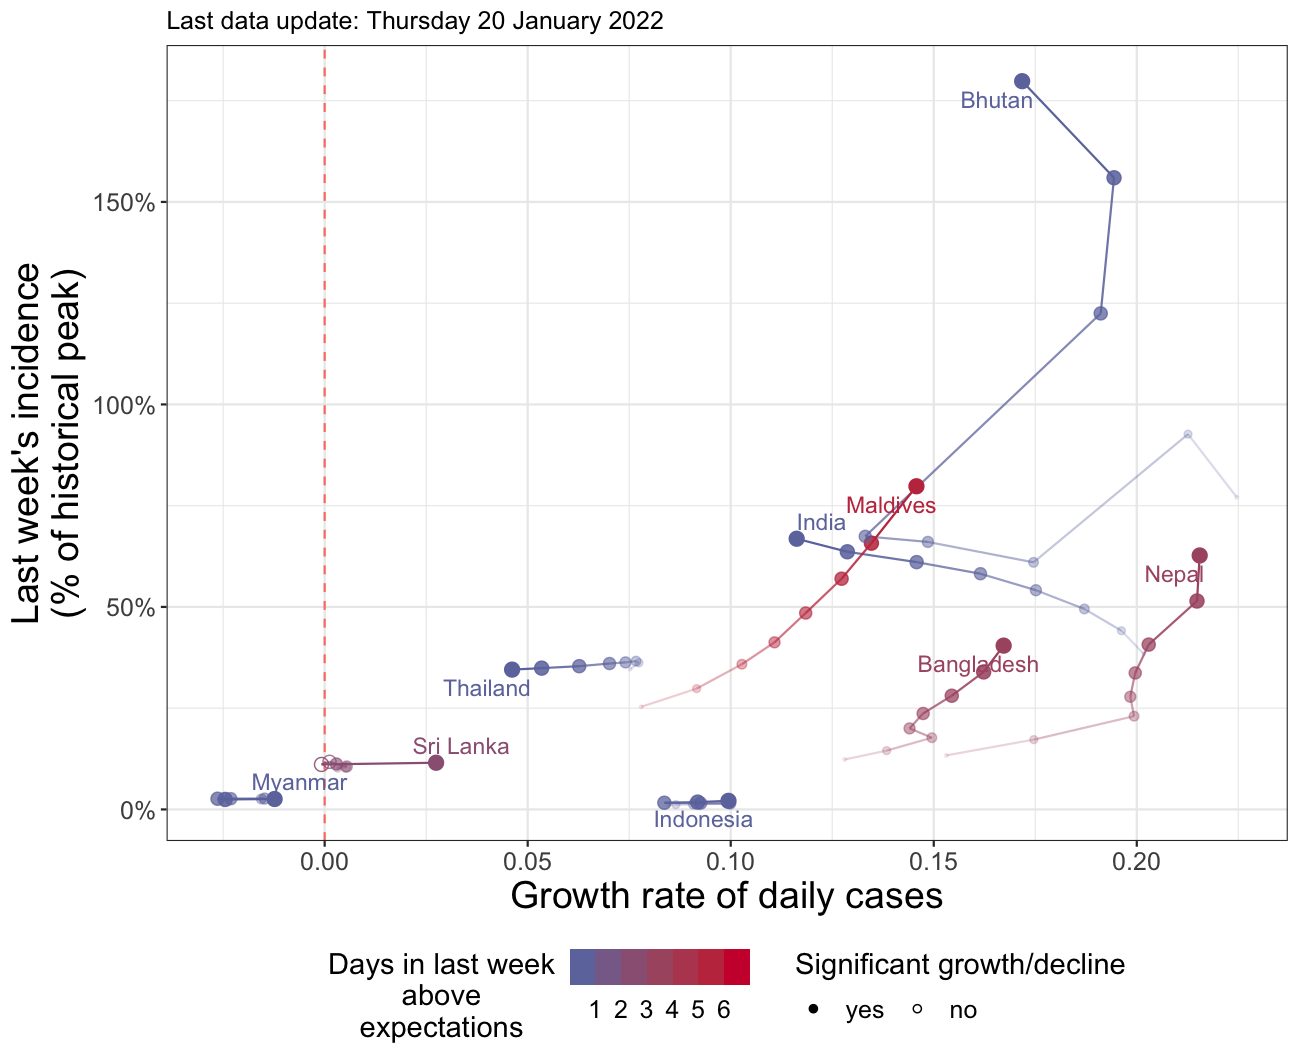 Last data update: Thursday 20 January 2022
Last week's incidence
(% of historical peak)
150%
100%
50%
0%
Bhutan
Maldives
India
Nepal
Bangladesh
Thailand
Sri Lanka
Myanmar
Indonesia
0.00 0.05 0.10 0.15 0.20
Growth rate of daily cases
Days in last week
above
expectations
1 2 3 4 5 6
Significant growth/decline
yes no